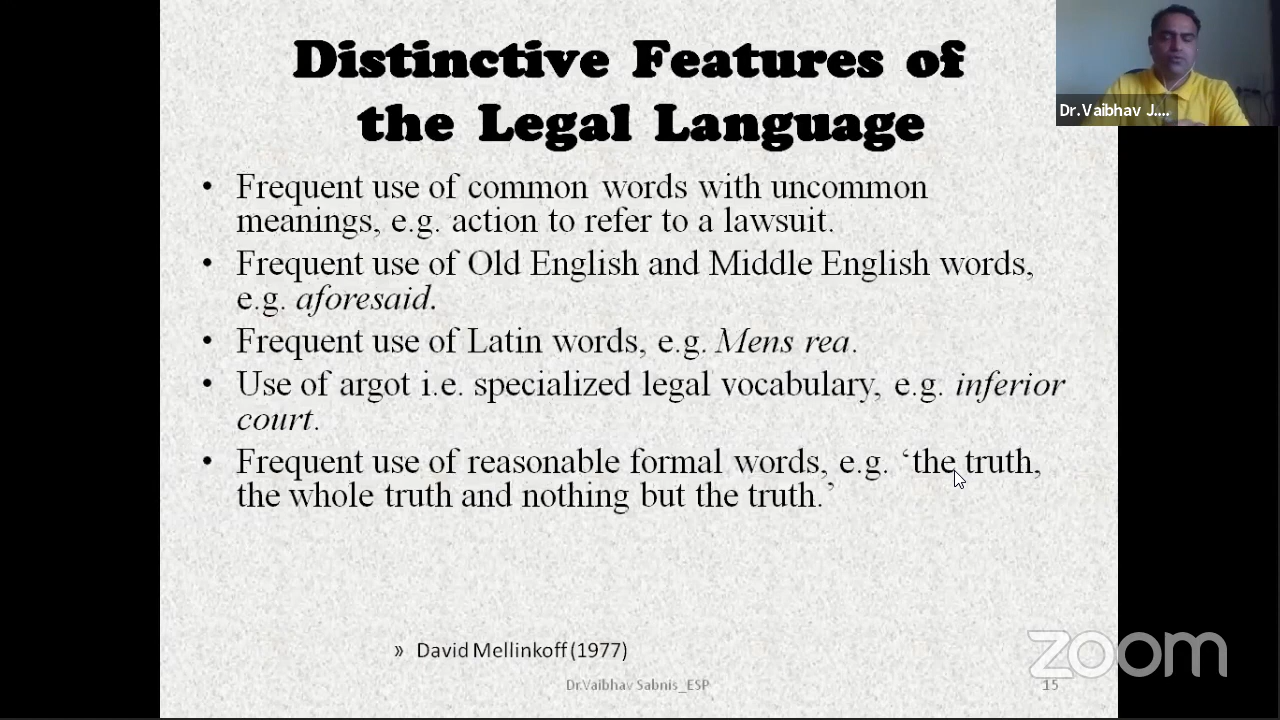 Distinctive Features of
the Legal Language
• Frequent use of common words with uncommon
meanings, e.g. action to refer to a lawsuit.
• Frequent use of Old English and Middle English words,
e.g. aforesaid.
• Frequent use of Latin words, e.g. Mens rea.
• Use of argot i.e. specialized legal vocabulary, e.g. inferior
court.
• Frequent use of reasonable formal words, e.g. ‘the truth,
the whole truth and nothing but the truth.’
» David Mellinkoff (1977)
Dr.Vaibhav Sabnis_ESP
15
Dr.Vaibhav J....
zoom